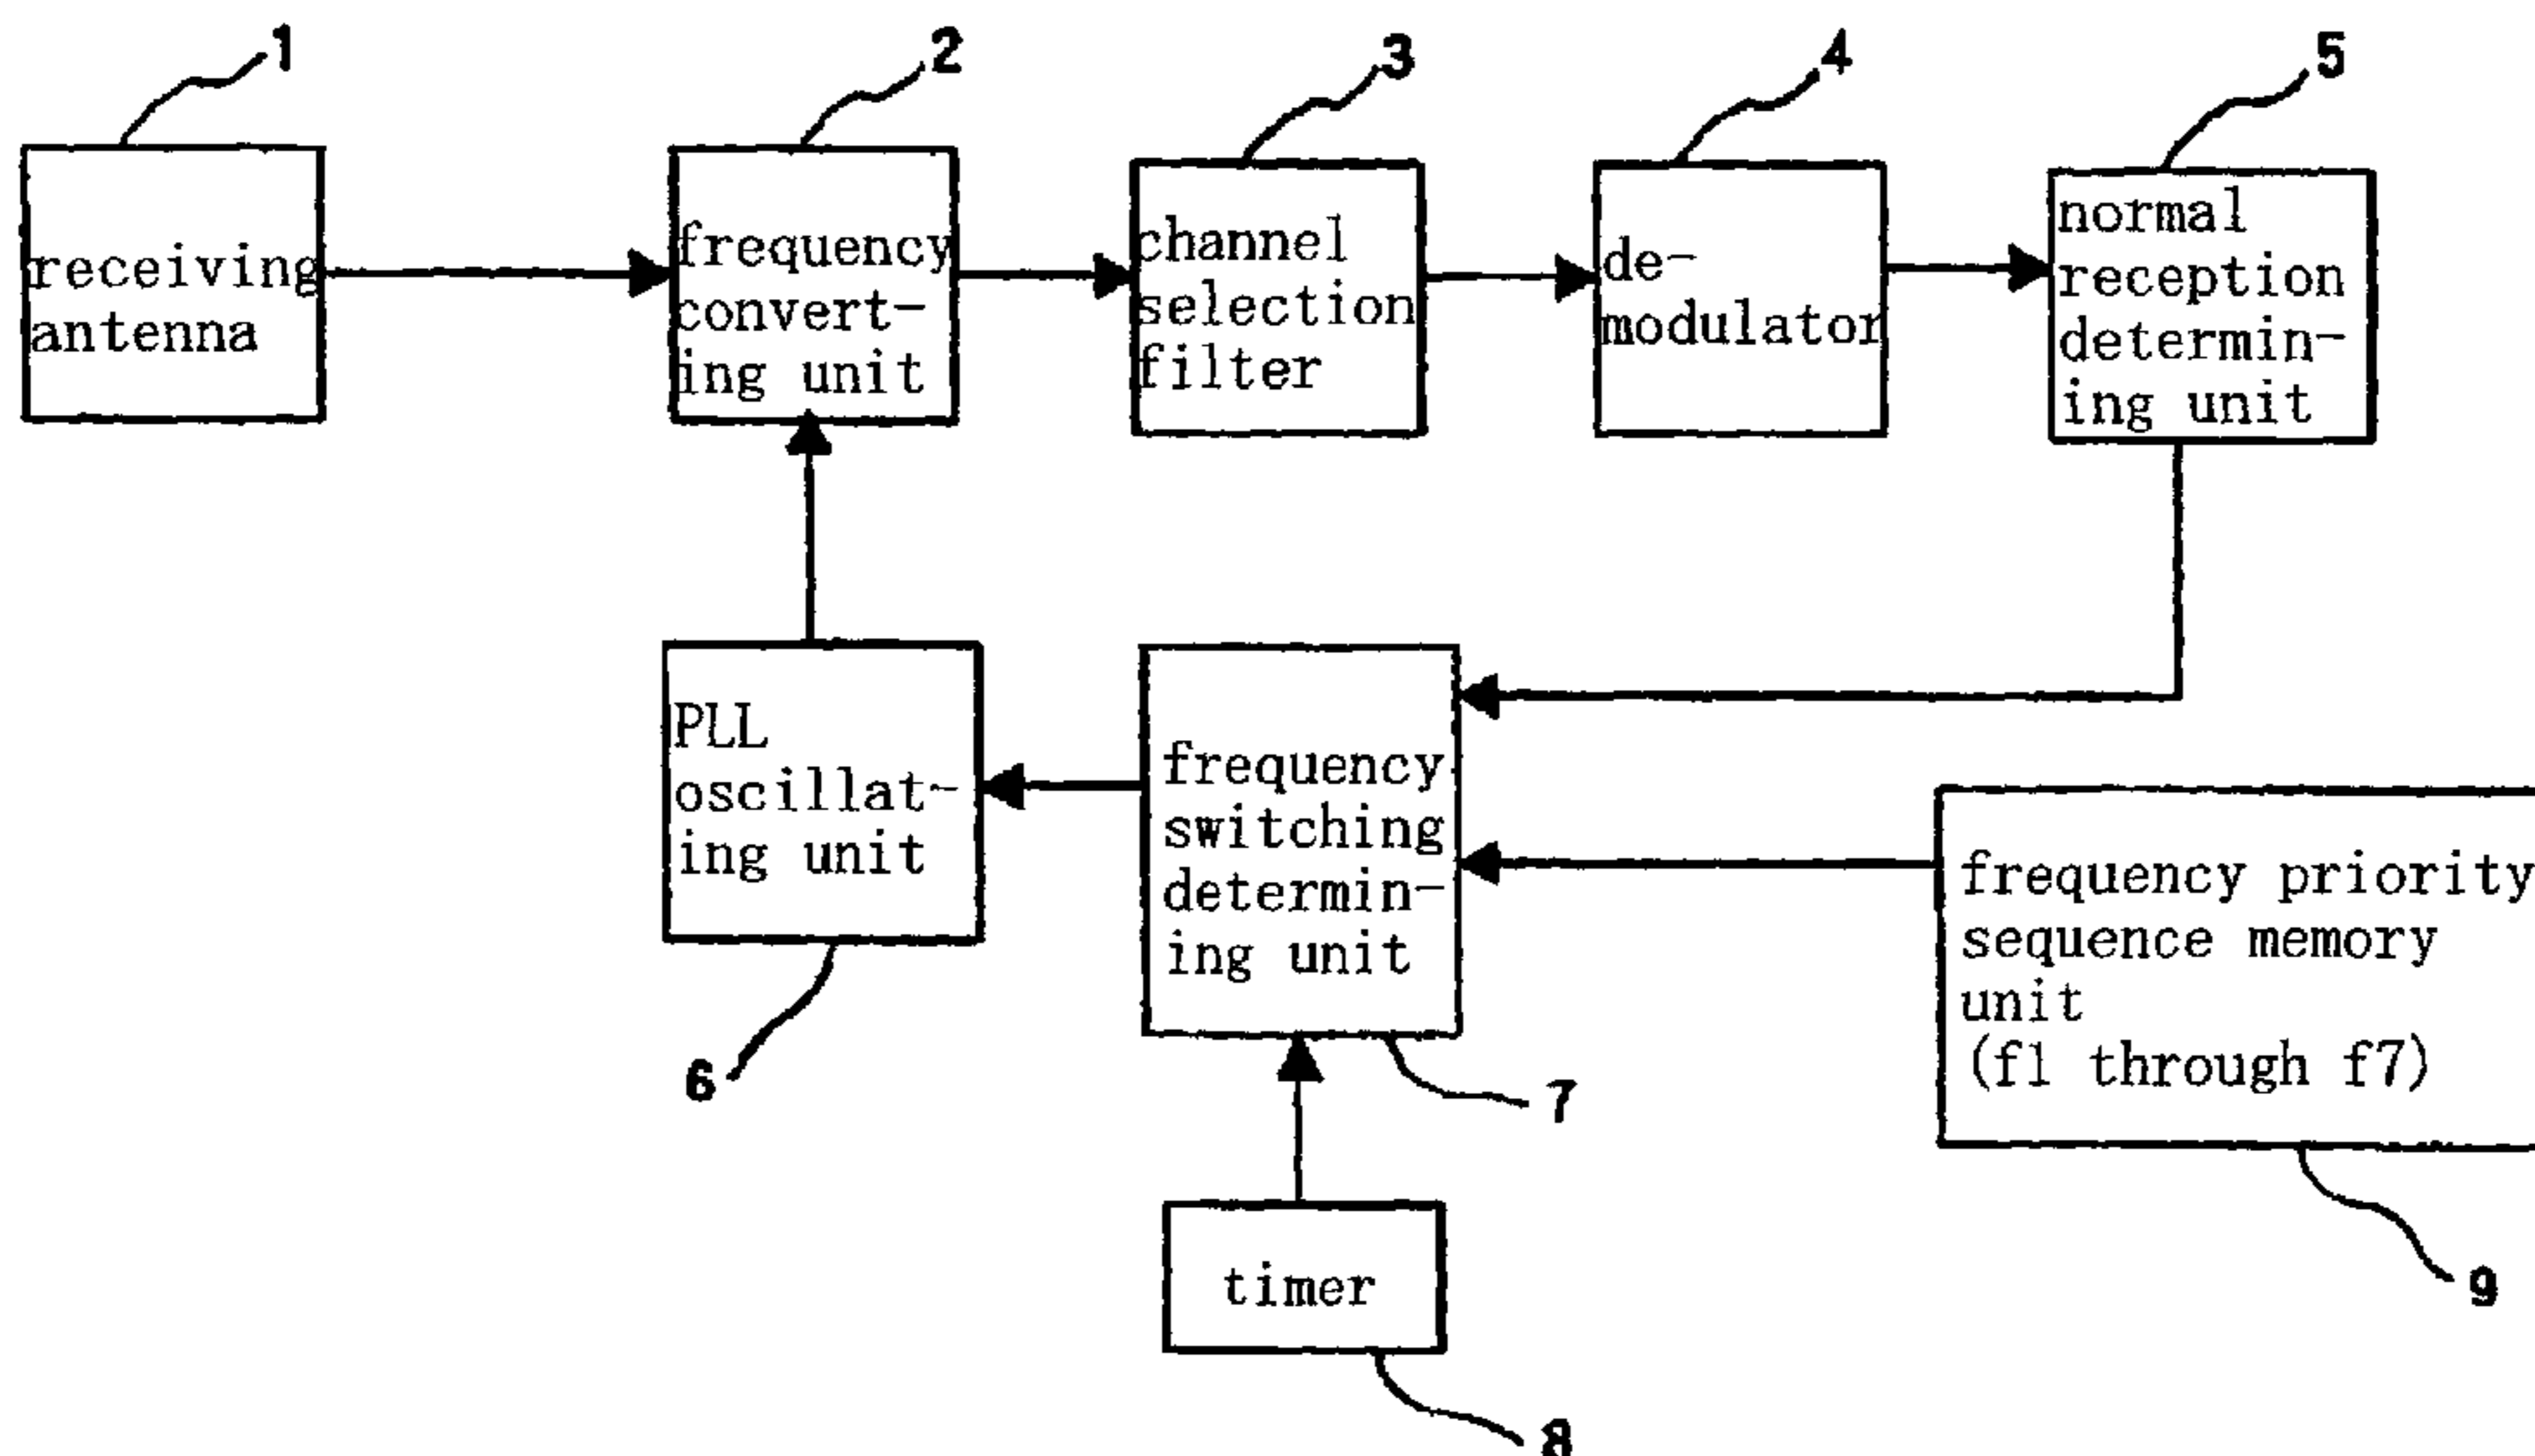 1
2
3
4
5
receiving
antenna
frequency
convert-
ing unit
channel
selection
filter
de-
modulator
normal
reception
determin-
ing unit
PLL
oscillat-
ing unit
6
frequency
switching
determin-
ing unit
7
frequency priority
sequence memory
unit
(f1 through f7)
9
timer
8